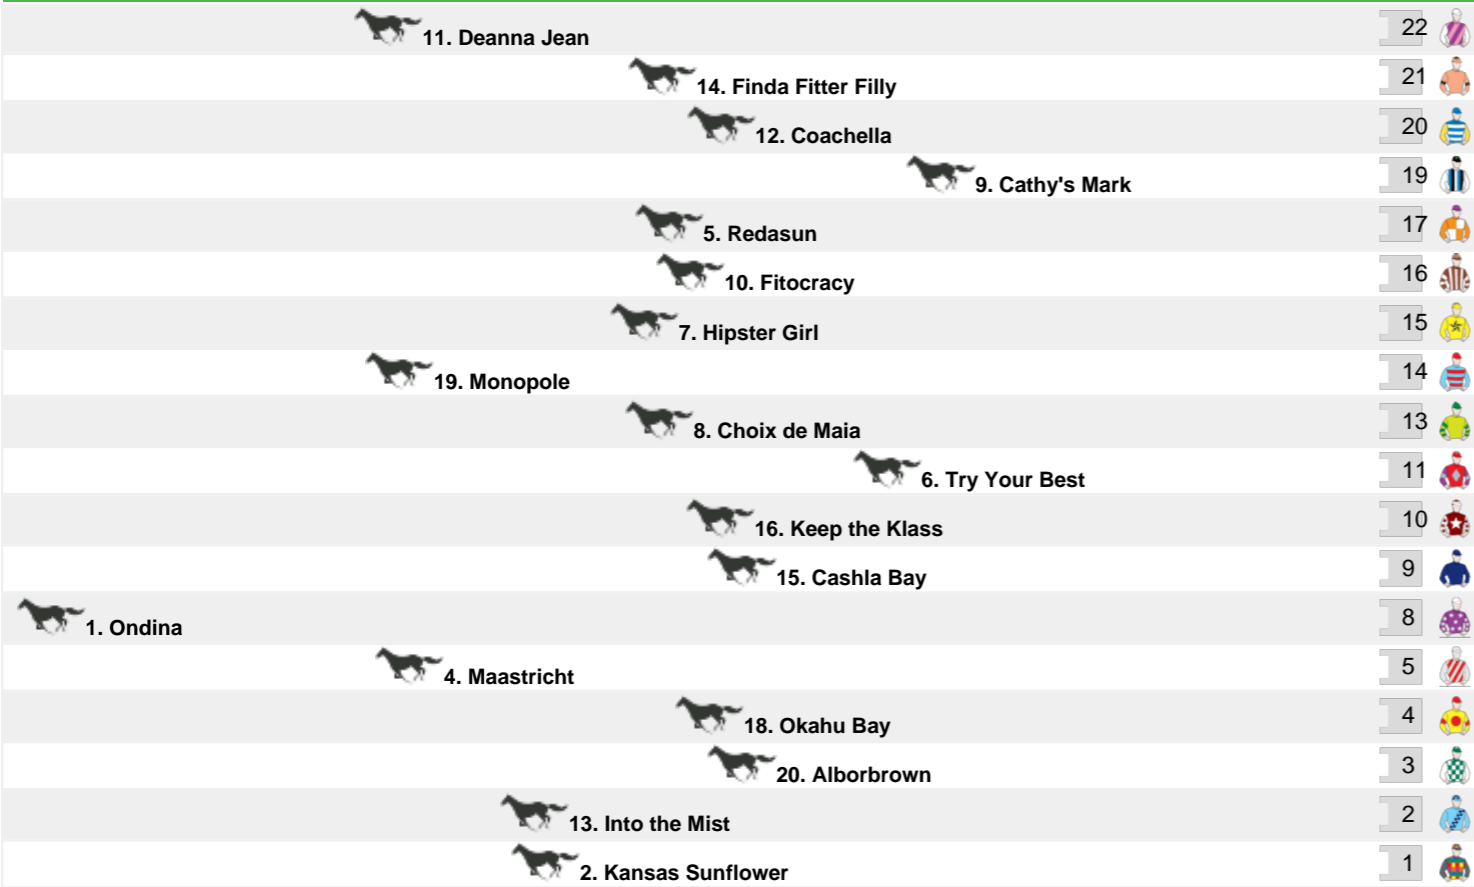 11. Deanna Jean 22
14. Finda Fitter Filly 21
12. Coachella 20
9. Cathy's Mark 19
5. Redasun 17
10. Fitocracy 16
7. Hipster Girl 15
19. Monopole 14
8. Choix de Maia 13
6. Try Your Best 11
16. Keep the Klass 10
15. Cashla Bay 9
1. Ondina 8
4. Maastricht 5
18. Okahu Bay 4
20. Alborbrown 3
13. Into the Mist 2
2. Kansas Sunflower 1